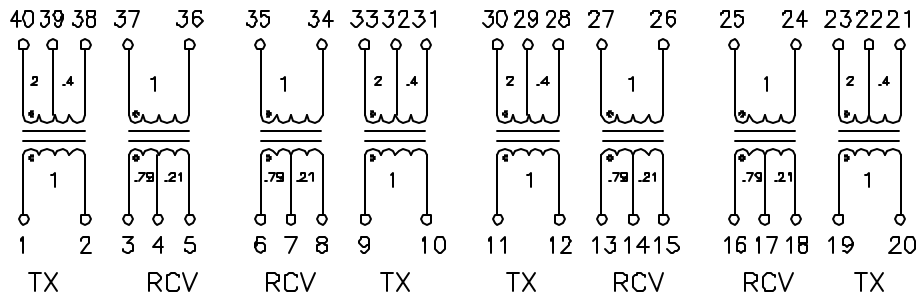 40 39 38 37 36 35 34 33 32 31 30 29 28 27 26 25 24 23 22 21
2 .4 1 1 2 .4 2 .4 1 1 2 .4
1 .79 .21 .79 .21 1 1 .79 .21 .79 .21 1
1 2 3 4 5 6 7 8 9 10 11 12 13 14 15 16 17 18 19 20
TX RCV RCV TX TX RCV RCV TX